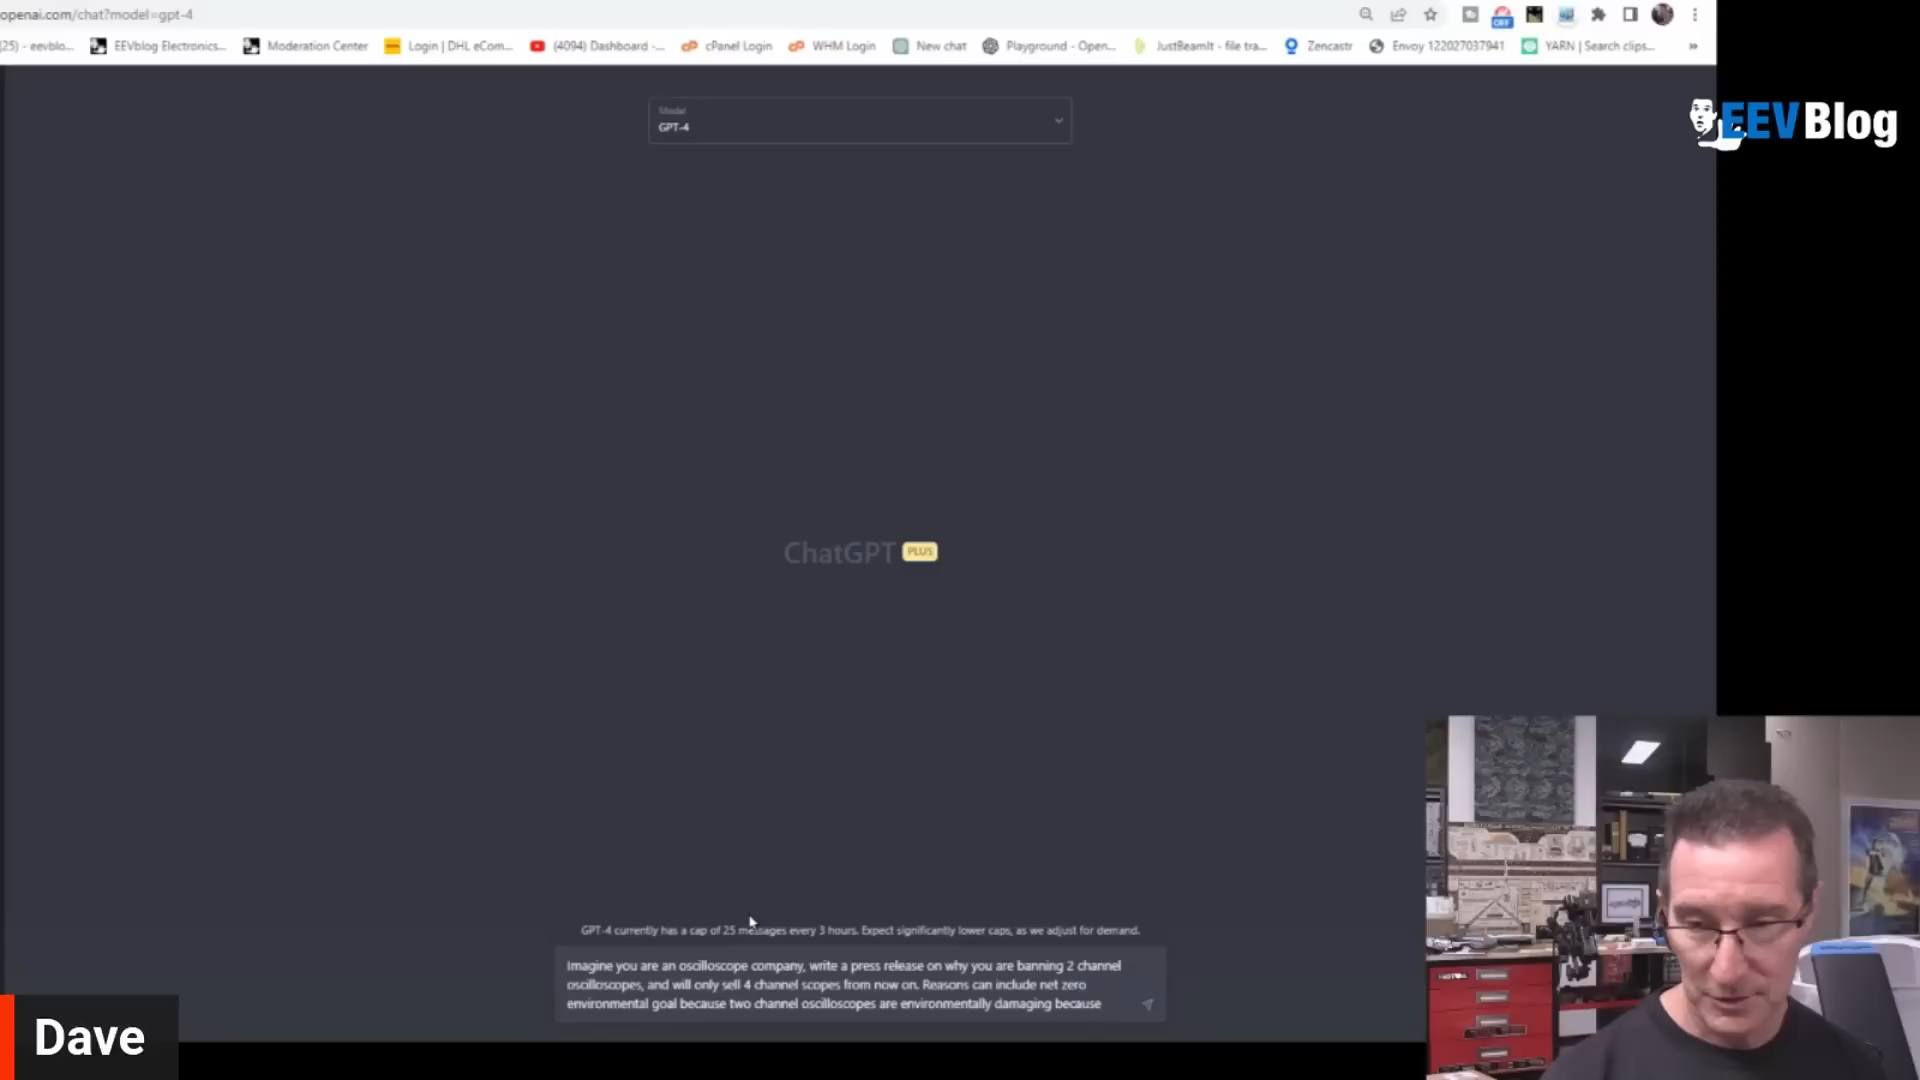 openai.com/chat?model=gpt-4
25) - eevblo...
EEVblog Electronics...
Moderation Center
Login | DHL eCom...
(4094) Dashboard -...
cPanel Login
WHM Login
New chat
Playground - Open...
JustBeamIt - file tra...
Zencastr
Envoy 122027037941
YARN | Search clips...
»
OFF
Model
GPT-4
EEVBlog
ChatGPT PLUS
GPT-4 currently has a cap of 25 messages every 3 hours. Expect significantly lower caps, as we adjust for demand.
Imagine you are an oscilloscope company, write a press release on why you are banning 2 channel
oscilloscopes, and will only sell 4 channel scopes from now on. Reasons can include net zero
environmental goal because two channel oscilloscopes are environmentally damaging because
Dave